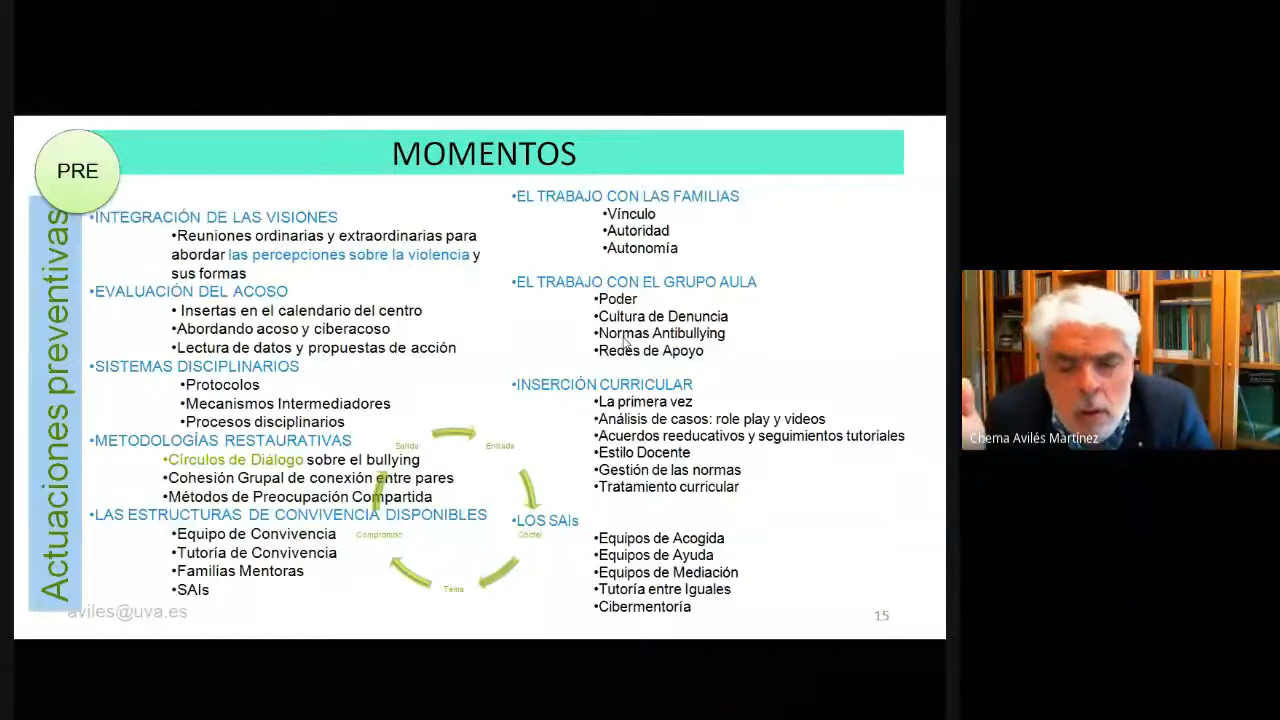 MOMENTOS
PRE
Actuaciones preventivas
•INTEGRACIÓN DE LAS VISIONES
•Reuniones ordinarias y extraordinarias para
abordar las percepciones sobre la violencia y
sus formas
•EVALUACIÓN DEL ACOSO
• Insertas en el calendario del centro
•Abordando acoso y ciberacoso
•Lectura de datos y propuestas de acción
•SISTEMAS DISCIPLINARIOS
•Protocolos
•Mecanismos Intermediadores
•Procesos disciplinarios
•METODOLOGÍAS RESTAURATIVAS
•Círculos de Diálogo sobre el bullying
•Cohesión Grupal de conexión entre pares
•Métodos de Preocupación Compartida
•LAS ESTRUCTURAS DE CONVIVENCIA DISPONIBLES
•Equipo de Convivencia
•Tutoría de Convivencia
•Familias Mentoras
•SAIs
Salida
Entrada
Cóctel
Tema
Compromiso
•EL TRABAJO CON LAS FAMILIAS
•Vínculo
•Autoridad
•Autonomía
•EL TRABAJO CON EL GRUPO AULA
•Poder
•Cultura de Denuncia
•Normas Antibullying
•Redes de Apoyo
•INSERCIÓN CURRICULAR
•La primera vez
•Análisis de casos: role play y videos
•Acuerdos reeducativos y seguimientos tutoriales
•Estilo Docente
•Gestión de las normas
•Tratamiento curricular
•LOS SAIs
•Equipos de Acogida
•Equipos de Ayuda
•Equipos de Mediación
•Tutoría entre Iguales
•Cibermentoría
aviles@uva.es
15
Chema Avilés Martínez